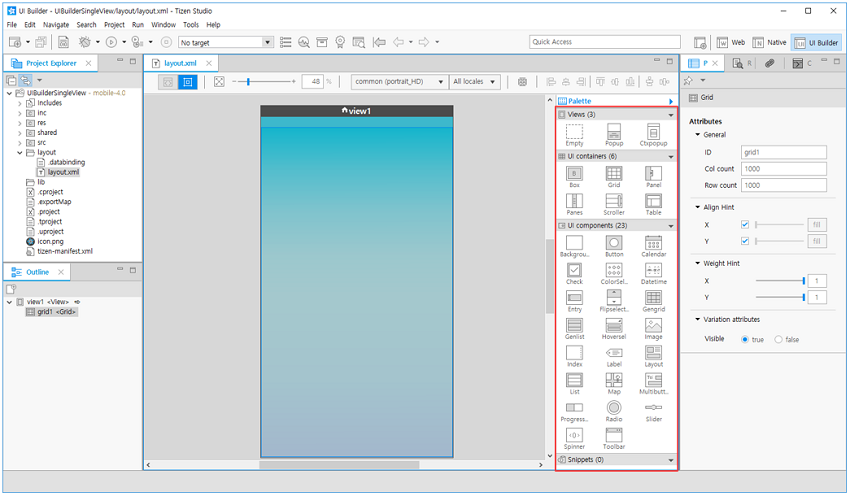 UI Builder - UIBuilderSingleView/layout/layout.xml - Tizen Studio
File Edit Navigate Search Project Run Window Tools Help
No target
Quick Access
Web
Native
UI Builder
Project Explorer
UIBuilderSingleView - mobile-4.0
Includes
inc
res
shared
src
layout
.databinding
layout.xml
lib
.cproject
.exportMap
.project
.tproject
.uproject
icon.png
tizen-manifest.xml
Outline
view1 <View>
grid1 <Grid>
layout.xml
48 %
common (portrait_HD)
All locales
view1
Palette
Views (3)
Empty Popup Ctxpopup
UI containers (6)
Box Grid Panel
Panes Scroller Table
UI components (23)
Backgrou... Button Calendar
Check ColorSel... Datetime
Entry Flipselect... Gengrid
Genlist Hoversel Image
Index Label Layout
List Map Multibutt...
Progress... Radio Slider
Spinner Toolbar
Snippets (0)
P R C
Grid
Attributes
General
ID grid1
Col count 1000
Row count 1000
Align Hint
X fill
Y fill
Weight Hint
X 1
Y 1
Variation attributes
Visible true false